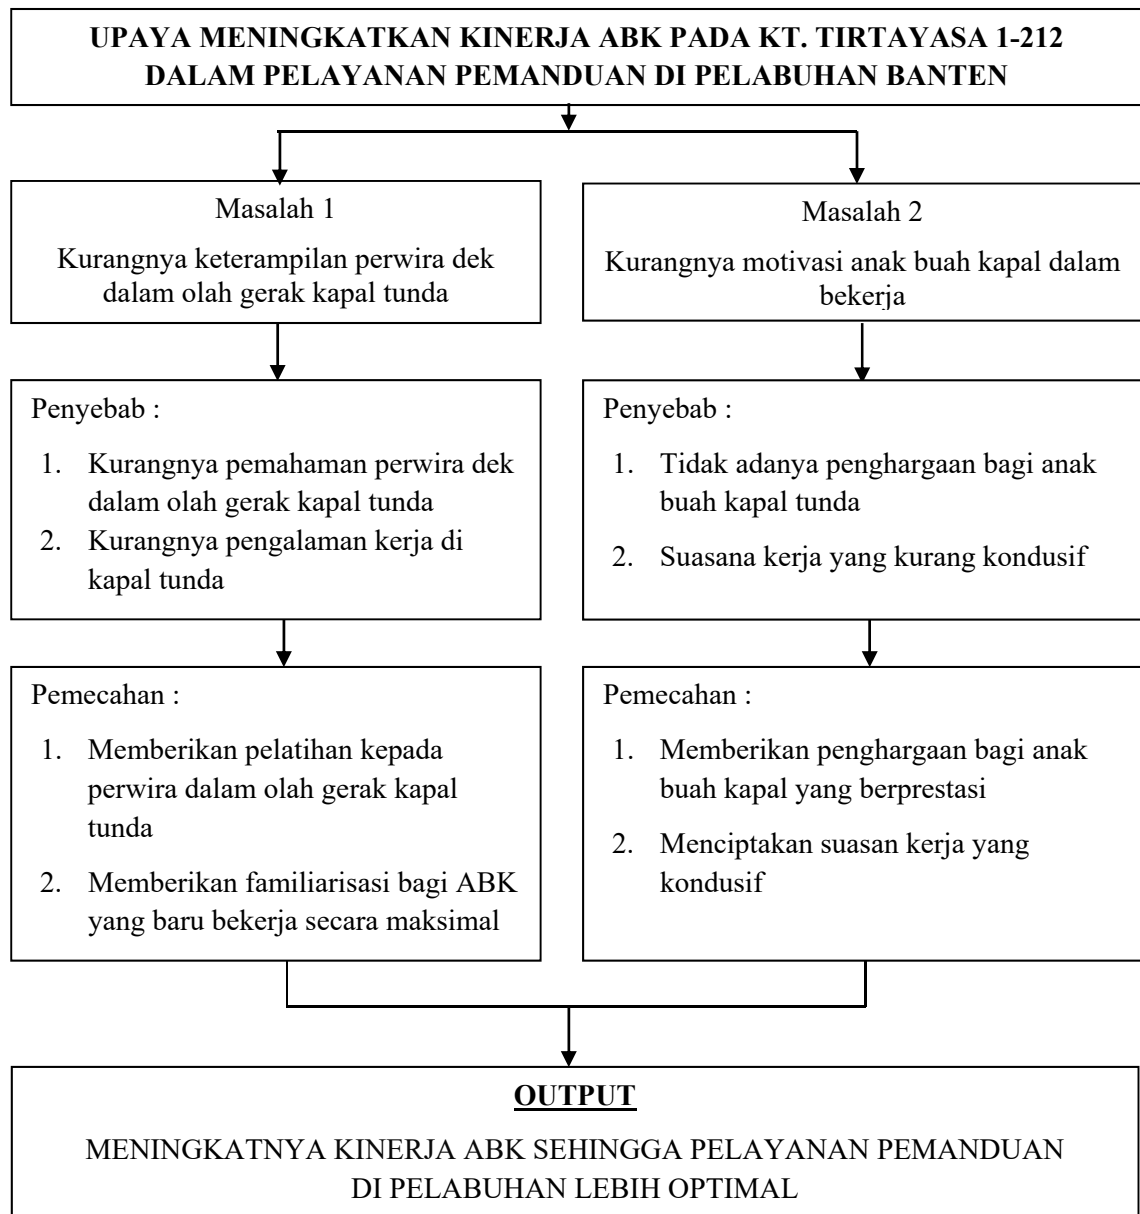 UPAYA MENINGKATKAN KINERJA ABK PADA KT. TIRTAYASA 1-212
DALAM PELAYANAN PEMANDUAN DI PELABUHAN BANTEN
Masalah 1
Kurangnya keterampilan perwira dek
dalam olah gerak kapal tunda
Masalah 2
Kurangnya motivasi anak buah kapal dalam
bekerja
Penyebab :
1. Kurangnya pemahaman perwira dek
dalam olah gerak kapal tunda
2. Kurangnya pengalaman kerja di
kapal tunda
Penyebab :
1. Tidak adanya penghargaan bagi anak
buah kapal tunda
2. Suasana kerja yang kurang kondusif
Pemecahan :
1. Memberikan pelatihan kepada
perwira dalam olah gerak kapal
tunda
2. Memberikan familiarisasi bagi ABK
yang baru bekerja secara maksimal
Pemecahan :
1. Memberikan penghargaan bagi anak
buah kapal yang berprestasi
2. Menciptakan suasan kerja yang
kondusif
OUTPUT
MENINGKATNYA KINERJA ABK SEHINGGA PELAYANAN PEMANDUAN
DI PELABUHAN LEBIH OPTIMAL